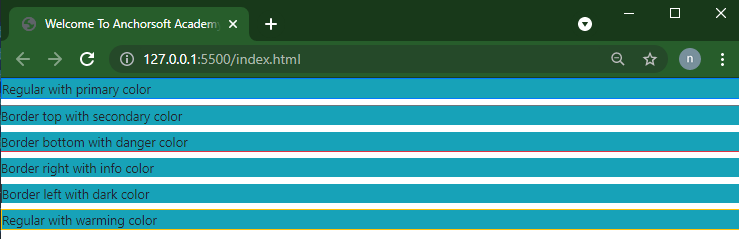 Welcome To Anchorsoft Academy
127.0.0.1:5500/index.html
n
Regular with primary color
Border top with secondary color
Border bottom with danger color
Border right with info color
Border left with dark color
Regular with warming color